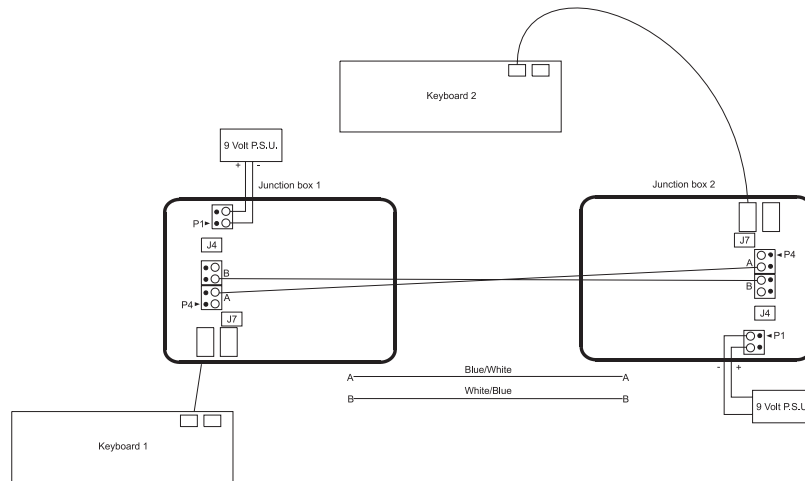 Keyboard 2
9 Volt P.S.U.
+ -
Junction box 1
Junction box 2
P1
J4
B
A
P4
J7
J7
P4
A
B
J4
P1
- +
9 Volt P.S.U.
Blue/White
A A
White/Blue
B B
Keyboard 1